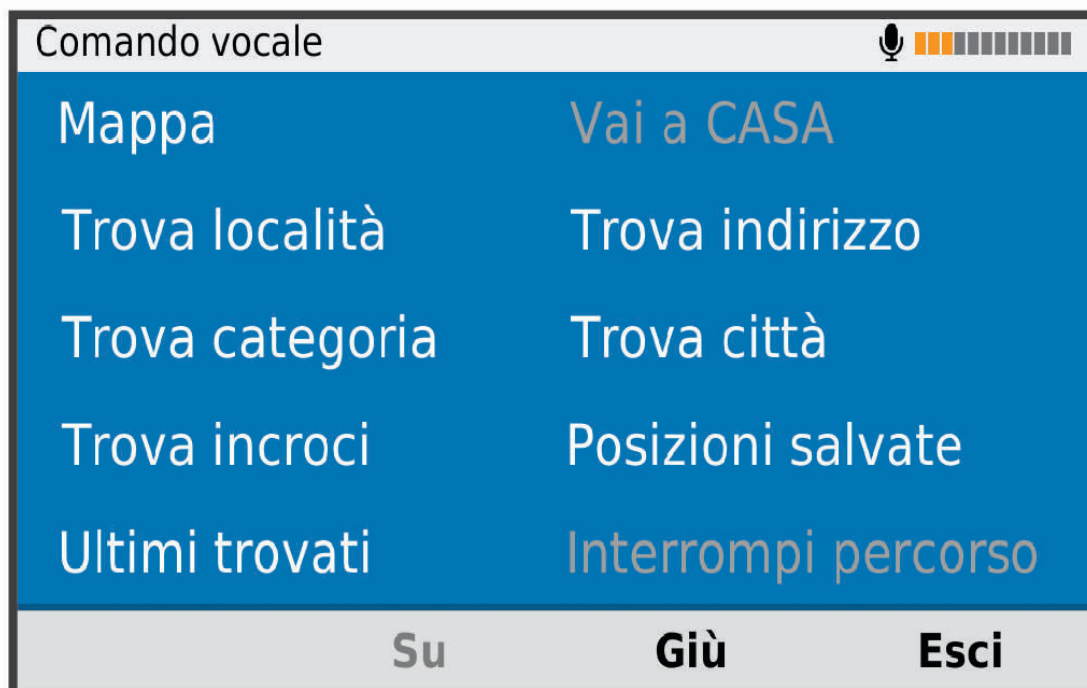 Comando vocale
Mappa Vai a CASA
Trova località Trova indirizzo
Trova categoria Trova città
Trova incroci Posizioni salvate
Ultimi trovati Interrompi percorso
Su Giù Esci